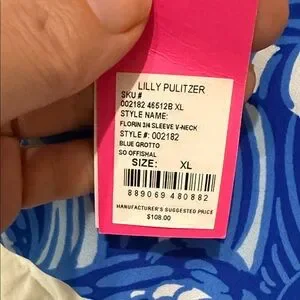 LILLY PULITZER
SKU #
002182 46512B XL
STYLE NAME:
FLORIN 3/4 SLEEVE V-NECK
STYLE #: 002182
BLUE GROTTO
SO OFFISHAL
SIZE: XL
889069 480882
MANUFACTURER'S SUGGESTED PRICE
$108.00